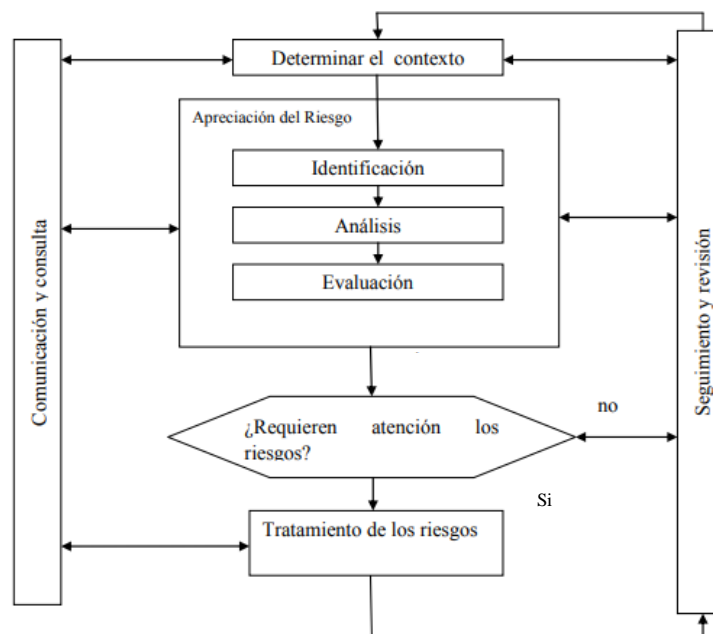 Determinar el contexto
Apreciación del Riesgo
Identificación
Análisis
Evaluación
Comunicación y consulta
Seguimiento y revisión
¿Requieren atención los
riesgos?
no
Si
Tratamiento de los riesgos